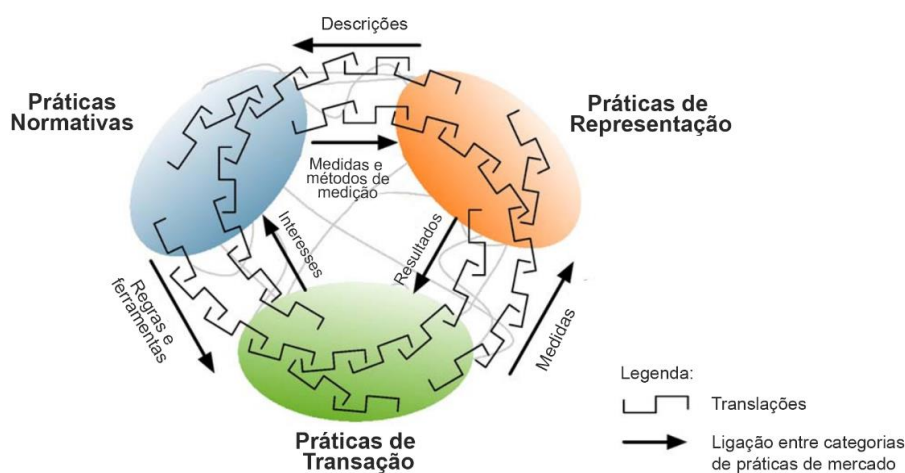 Descrições
Práticas
Normativas
Práticas de
Representação
Medidas e
métodos de
medição
Interesses
Resultados
Regras e
ferramentas
Medidas
Práticas de
Transação
Legenda:
Translações
Ligação entre categorias
de práticas de mercado